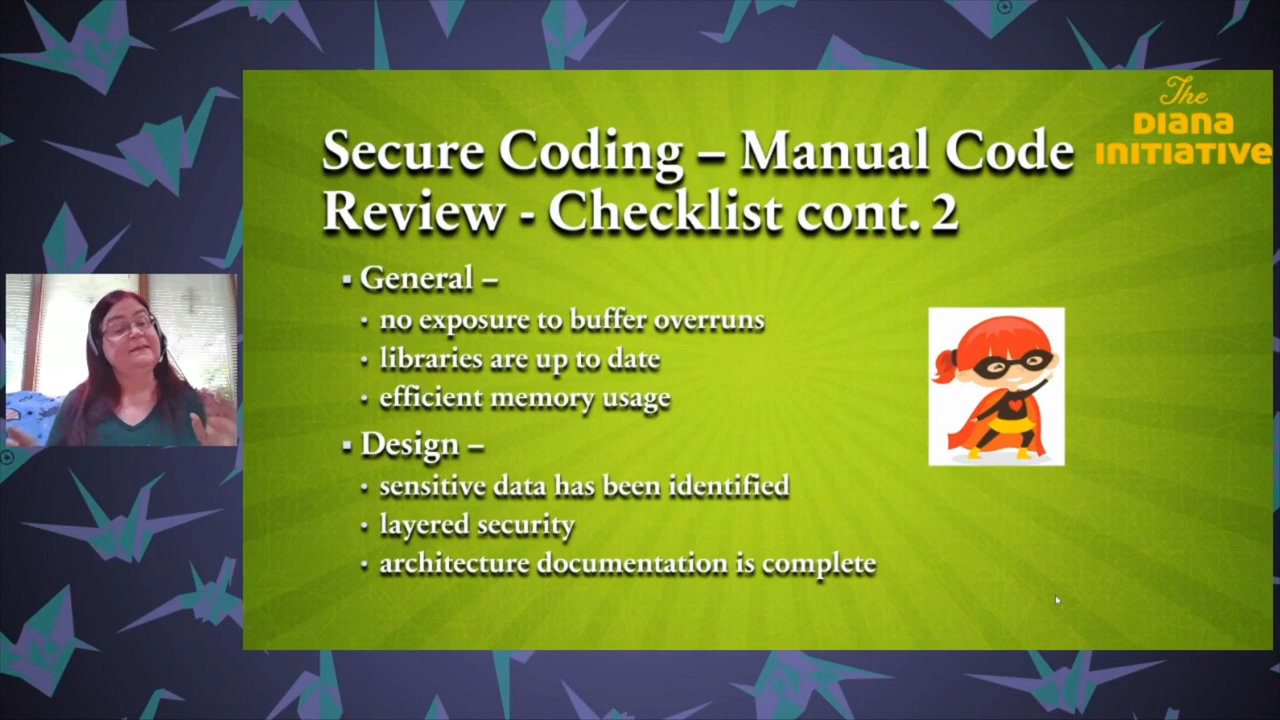 The
DIANA
INITIATIVE
Secure Coding – Manual Code
Review - Checklist cont. 2
▪ General –
• no exposure to buffer overruns
• libraries are up to date
• efficient memory usage
▪ Design –
• sensitive data has been identified
• layered security
• architecture documentation is complete